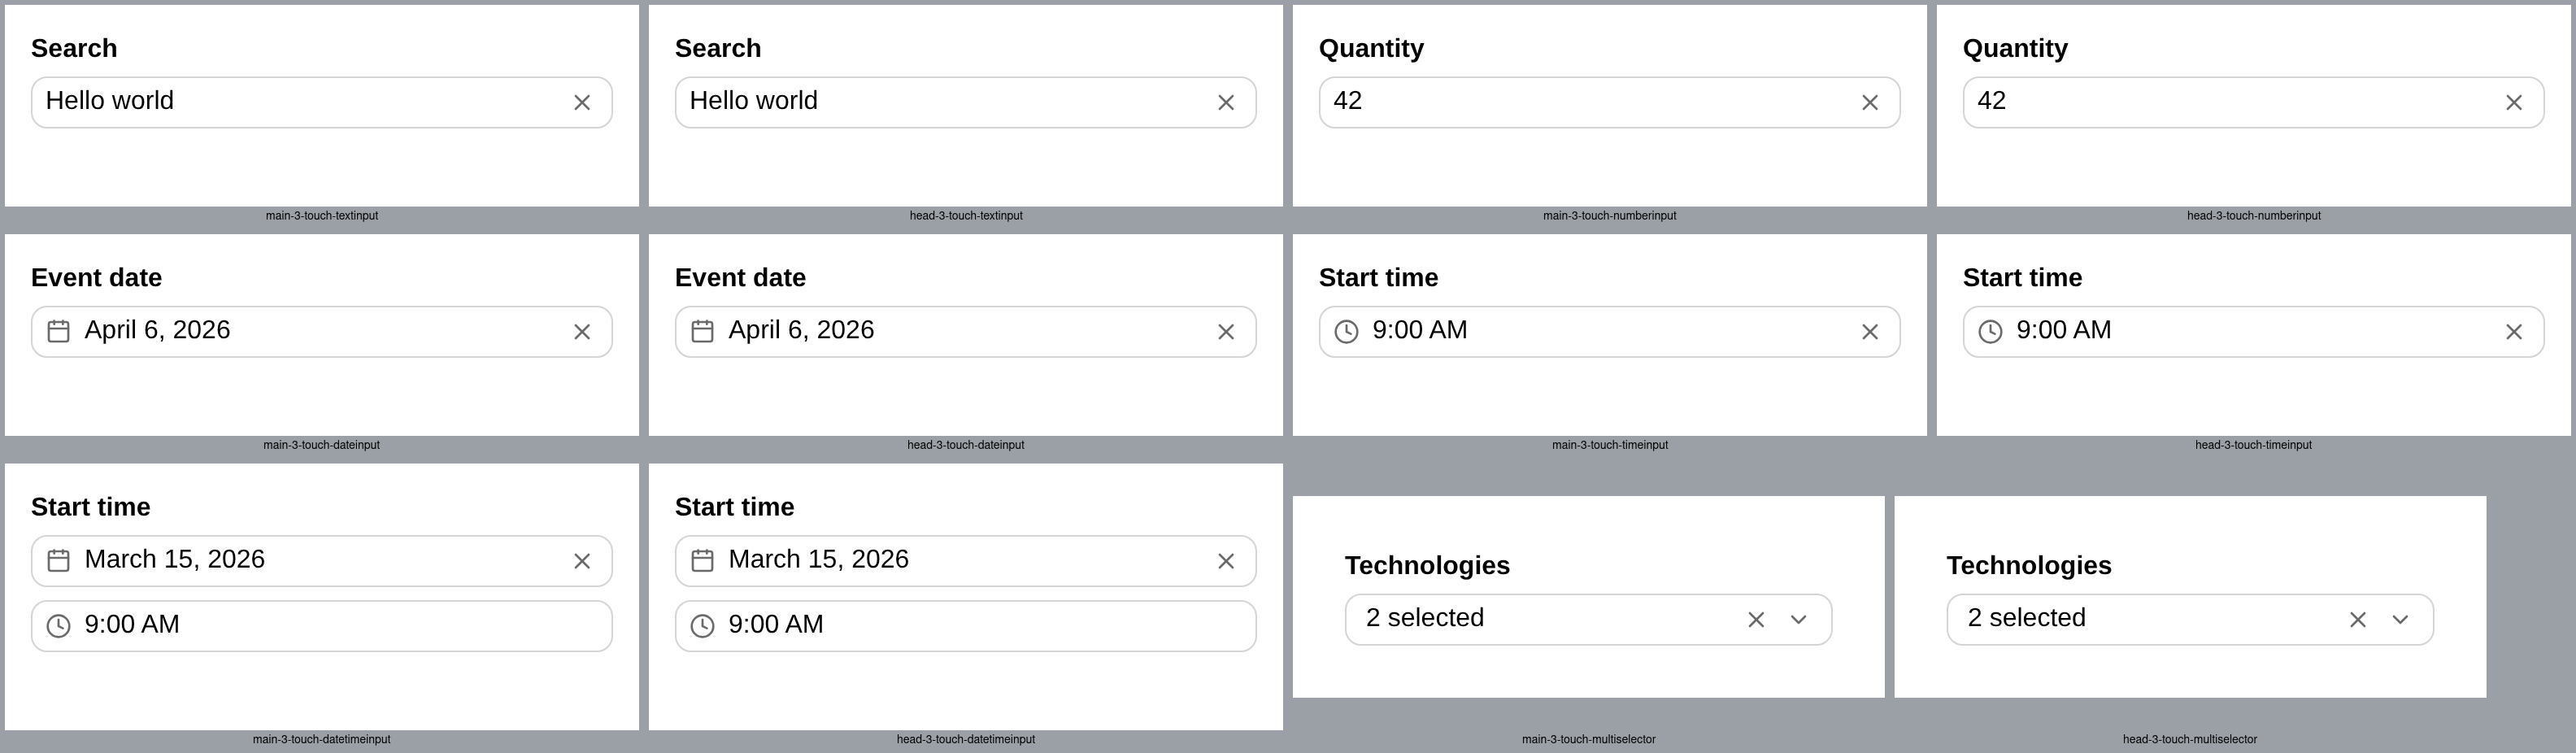 Search
Hello world
main-3-touch-textinput
Search
Hello world
head-3-touch-textinput
Quantity
42
main-3-touch-numberinput
Quantity
42
head-3-touch-numberinput
Event date
April 6, 2026
main-3-touch-dateinput
Event date
April 6, 2026
head-3-touch-dateinput
Start time
9:00 AM
main-3-touch-timeinput
Start time
9:00 AM
head-3-touch-timeinput
Start time
March 15, 2026
9:00 AM
main-3-touch-datetimeinput
Start time
March 15, 2026
9:00 AM
head-3-touch-datetimeinput
Technologies
2 selected
main-3-touch-multiselector
Technologies
2 selected
head-3-touch-multiselector